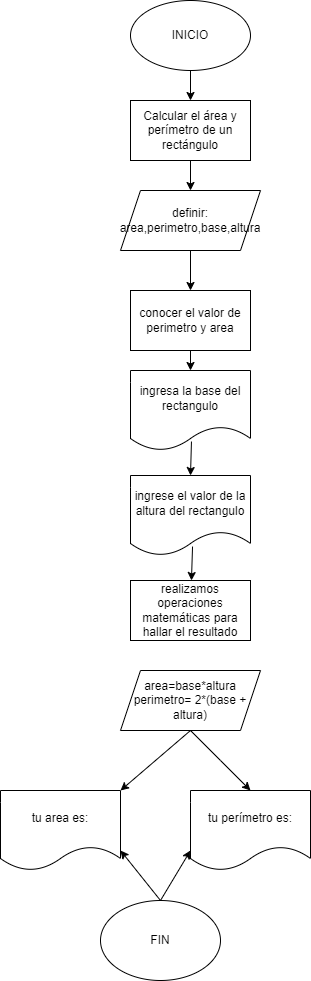 INICIO
Calcular el área y
perímetro de un
rectángulo
definir:
area,perimetro,base,altura
conocer el valor de
perimetro y area
ingresa la base del
rectangulo
ingrese el valor de la
altura del rectangulo
realizamos
operaciones
matemáticas para
hallar el resultado
area=base*altura
perimetro= 2*(base +
altura)
tu area es:
tu perímetro es:
FIN